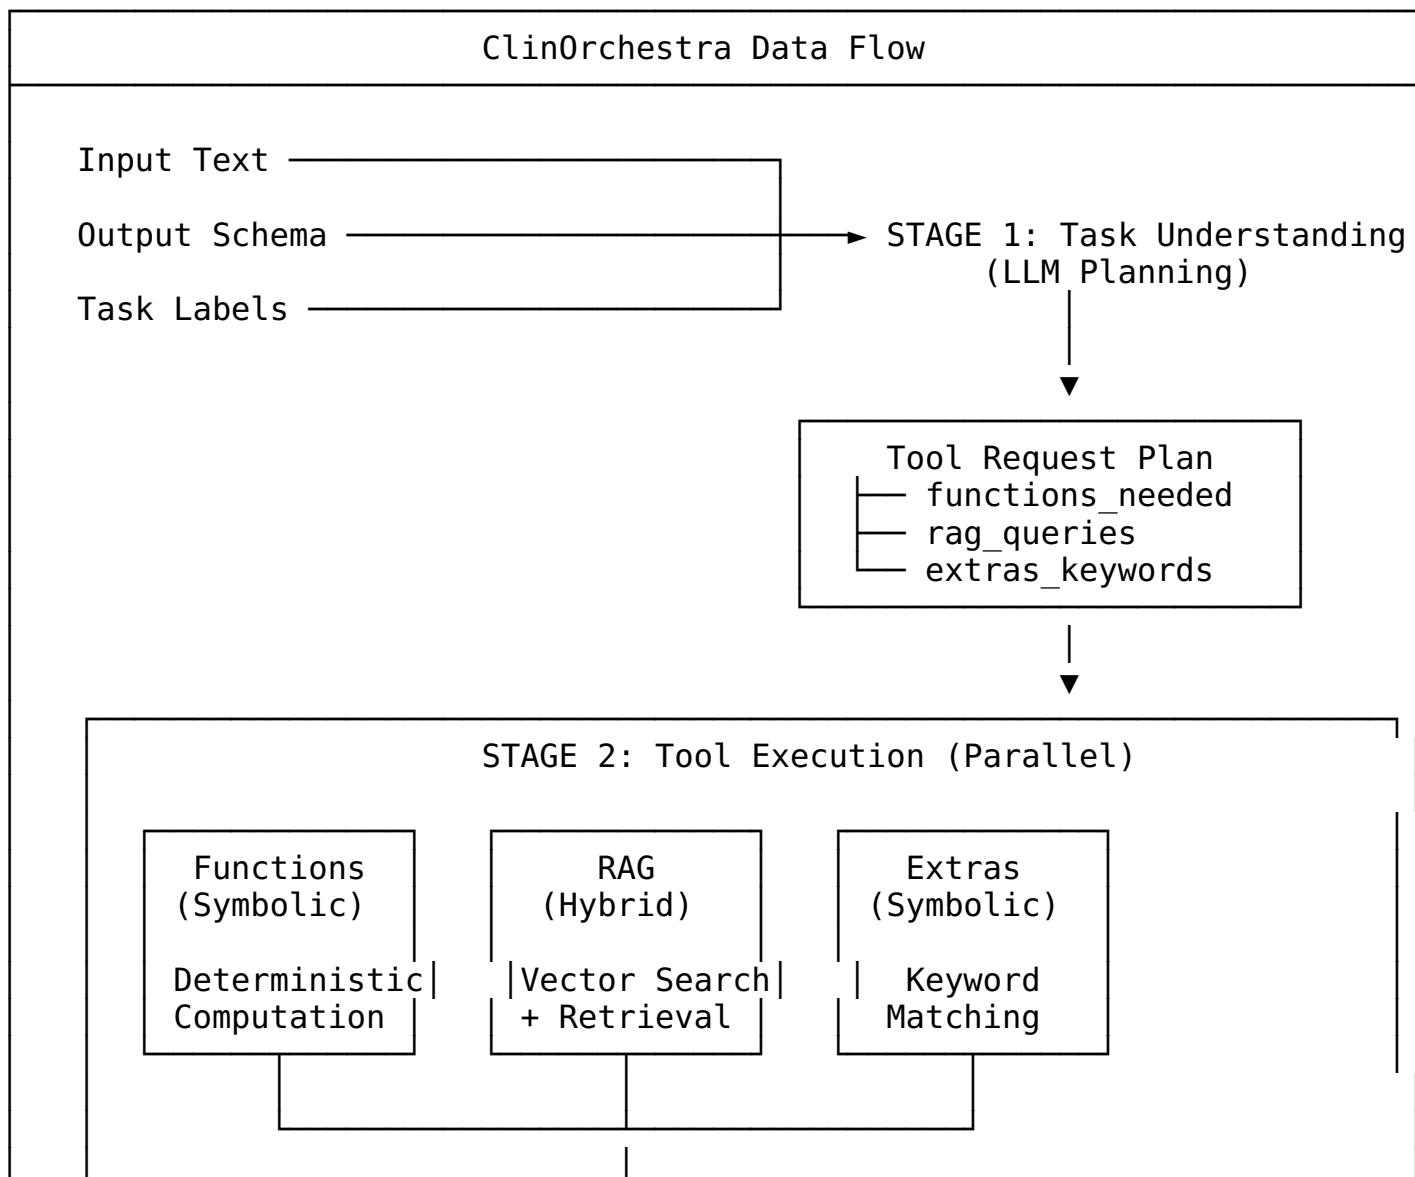 ClinOrchestra Data Flow
Input Text
Output Schema
STAGE 1: Task Understanding
(LLM Planning)
Task Labels
Tool Request Plan
functions_needed
rag_queries
extras_keywords
STAGE 2: Tool Execution (Parallel)
Functions
(Symbolic)
Deterministic
Computation
RAG
(Hybrid)
Vector Search
+ Retrieval
Extras
(Symbolic)
Keyword
Matching